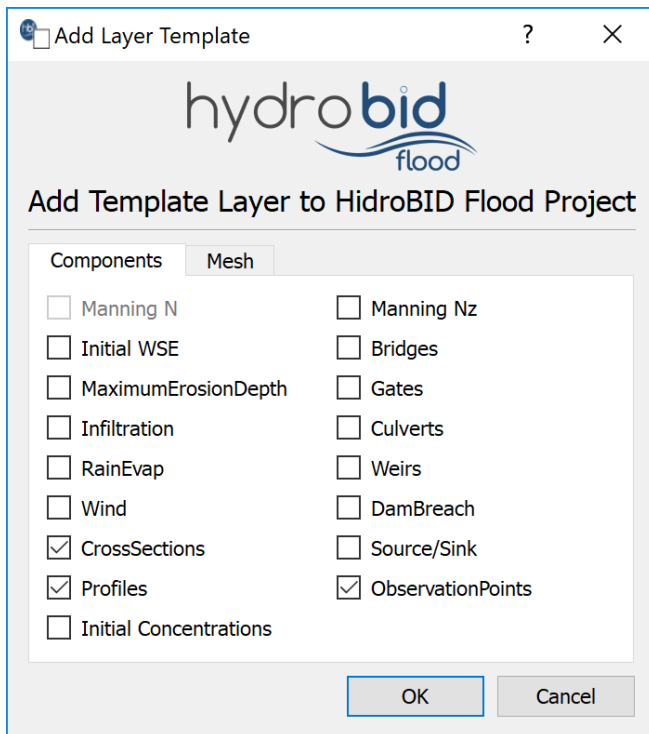 Add Layer Template
?
hydrobid
flood
Add Template Layer to HidroBID Flood Project
Components Mesh
Manning N Manning Nz
Initial WSE Bridges
MaximumErosionDepth Gates
Infiltration Culverts
RainEvap Weirs
Wind DamBreach
CrossSections Source/Sink
Profiles ObservationPoints
Initial Concentrations
OK Cancel